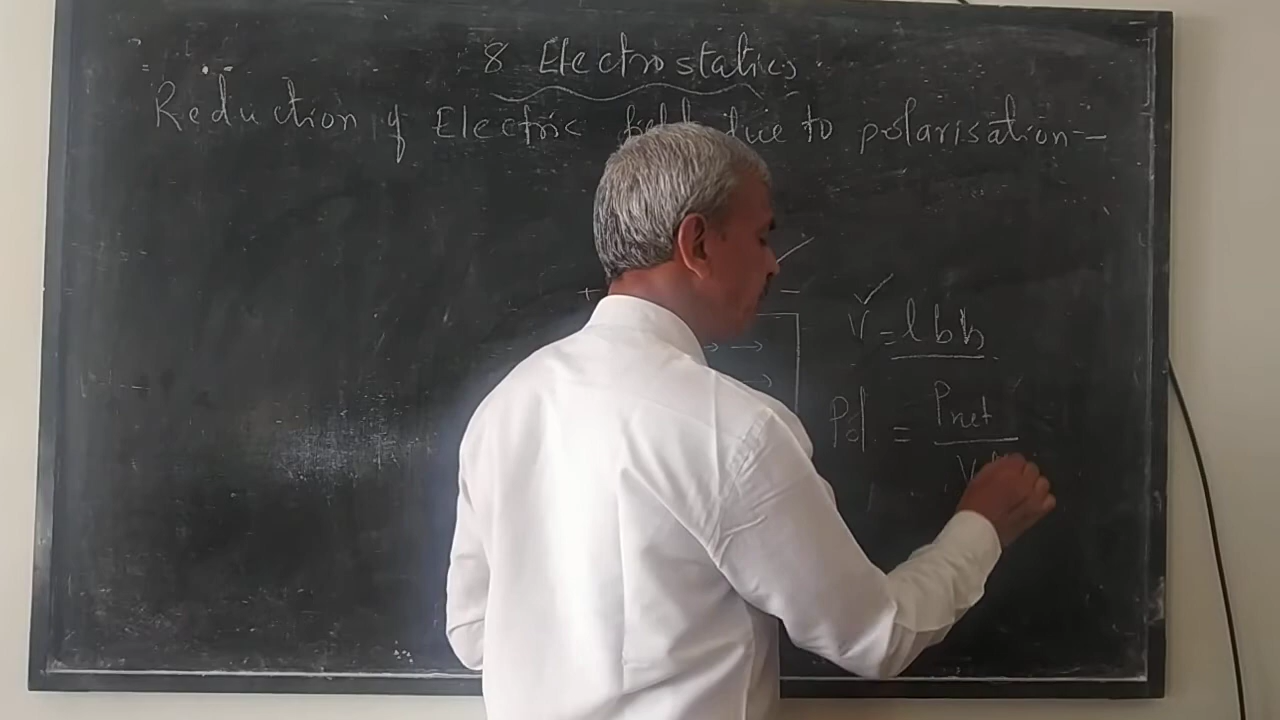 8 Electrostatics
Reduction of Electric field due to polarisation-
+ -
V=lbh
Pol = Pnet
V